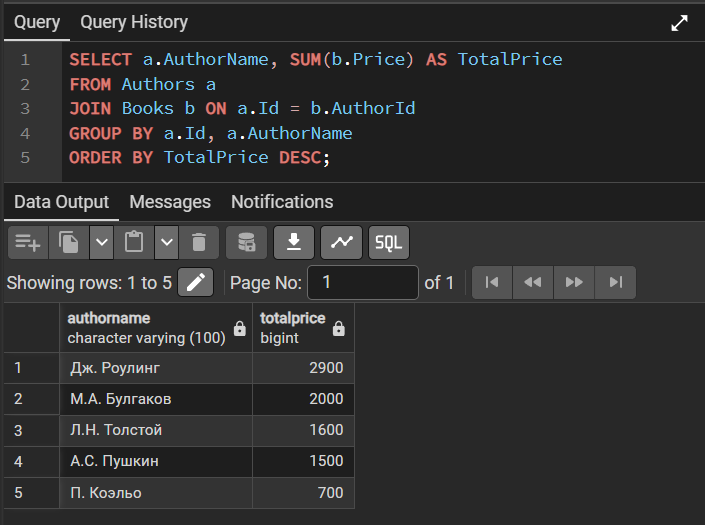 Query Query History
1 SELECT a.AuthorName, SUM(b.Price) AS TotalPrice
2 FROM Authors a
3 JOIN Books b ON a.Id = b.AuthorId
4 GROUP BY a.Id, a.AuthorName
5 ORDER BY TotalPrice DESC;
Data Output Messages Notifications
SQL
Showing rows: 1 to 5 Page No: 1 of 1
authorname totalprice
character varying (100) bigint
1 Дж. Роулинг 2900
2 М.А. Булгаков 2000
3 Л.Н. Толстой 1600
4 А.С. Пушкин 1500
5 П. Коэльо 700